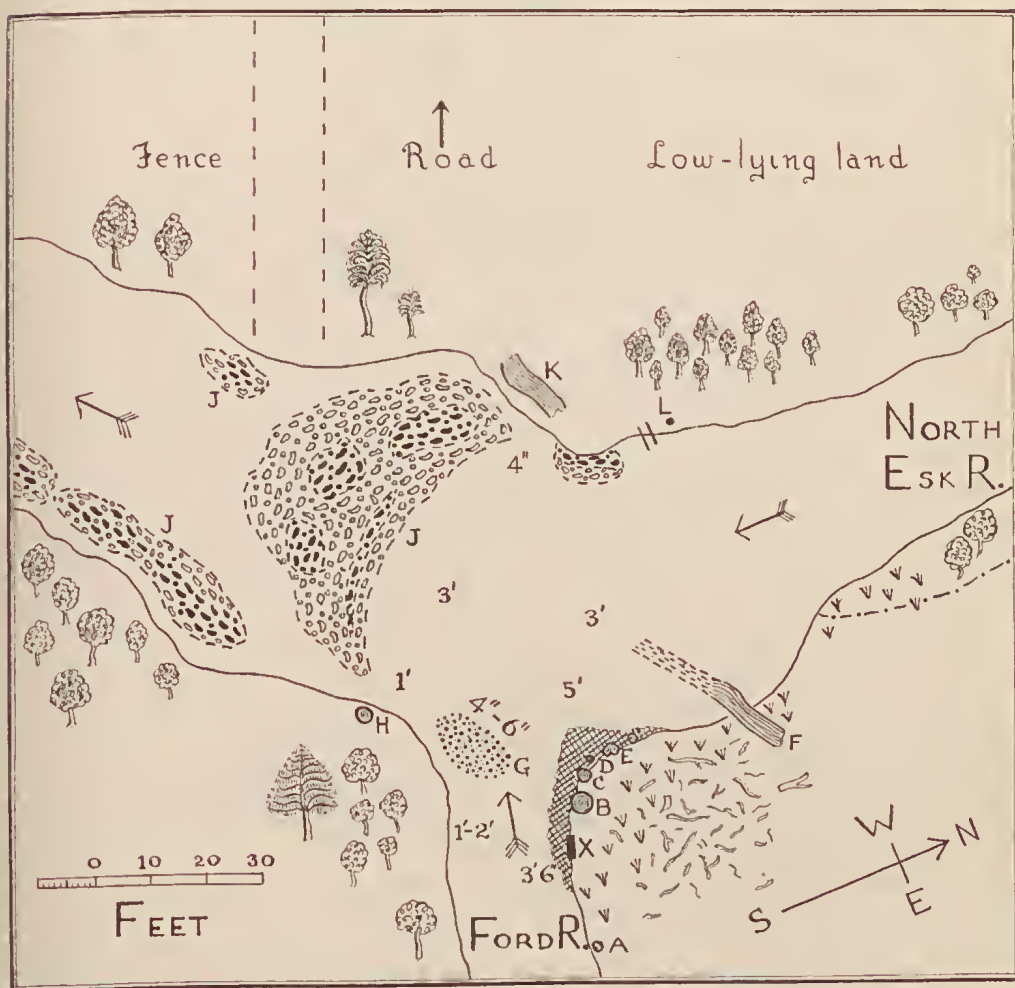 Fence Road Low-lying land
K
L
J
NORTH
ESK R.
4"
J J
3' 3'
1' 5'
H 4"-6"
F
G
E
D
C
B
1'-2' X
3'6"
0 10 20 30
FEET
FORD R. A
W
N
S
E